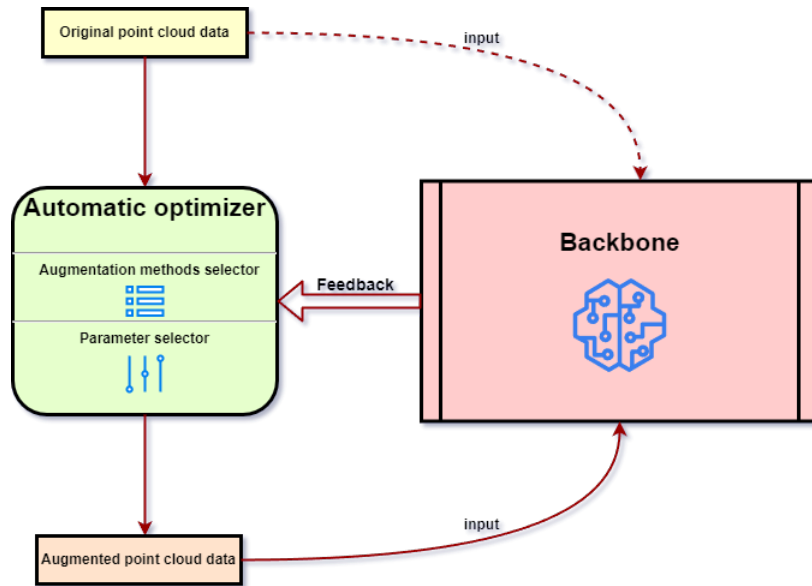 Original point cloud data
input
Automatic optimizer
Augmentation methods selector
Parameter selector
Feedback
Backbone
Augmented point cloud data
input